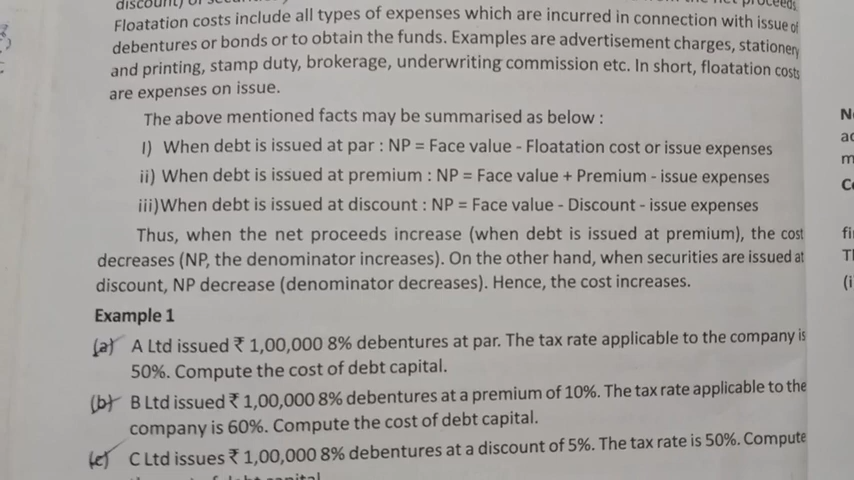 discount) of
Floatation costs include all types of expenses which are incurred in connection with issue of
debentures or bonds or to obtain the funds. Examples are advertisement charges, stationery
and printing, stamp duty, brokerage, underwriting commission etc. In short, floatation costs
are expenses on issue.
The above mentioned facts may be summarised as below :
I) When debt is issued at par : NP = Face value - Floatation cost or issue expenses
ii) When debt is issued at premium : NP = Face value + Premium - issue expenses
iii)When debt is issued at discount : NP = Face value - Discount - issue expenses
Thus, when the net proceeds increase (when debt is issued at premium), the cost
decreases (NP, the denominator increases). On the other hand, when securities are issued at
discount, NP decrease (denominator decreases). Hence, the cost increases.
Example 1
(a) A Ltd issued ₹ 1,00,000 8% debentures at par. The tax rate applicable to the company is
50%. Compute the cost of debt capital.
(b) B Ltd issued ₹ 1,00,000 8% debentures at a premium of 10%. The tax rate applicable to the
company is 60%. Compute the cost of debt capital.
(c) C Ltd issues ₹ 1,00,000 8% debentures at a discount of 5%. The tax rate is 50%. Compute